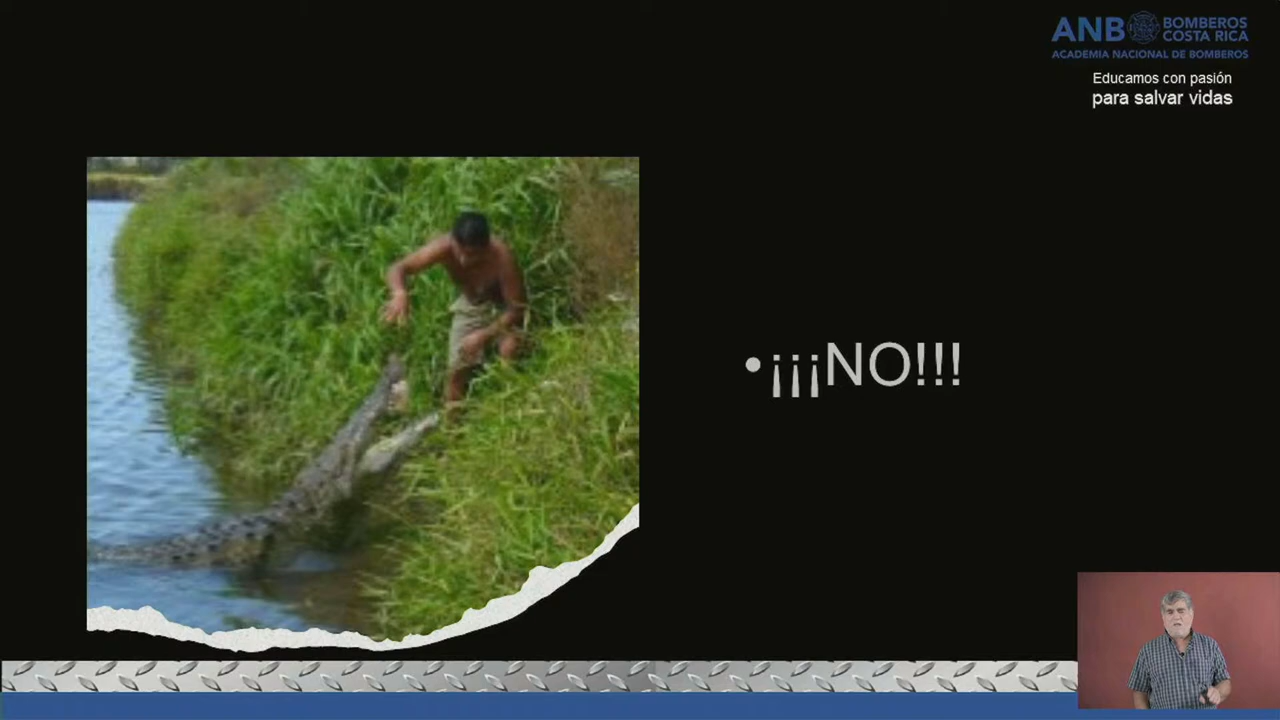 ANB BOMBEROS
COSTA RICA
ACADEMIA NACIONAL DE BOMBEROS
Educamos con pasión
para salvar vidas
•¡¡¡NO!!!